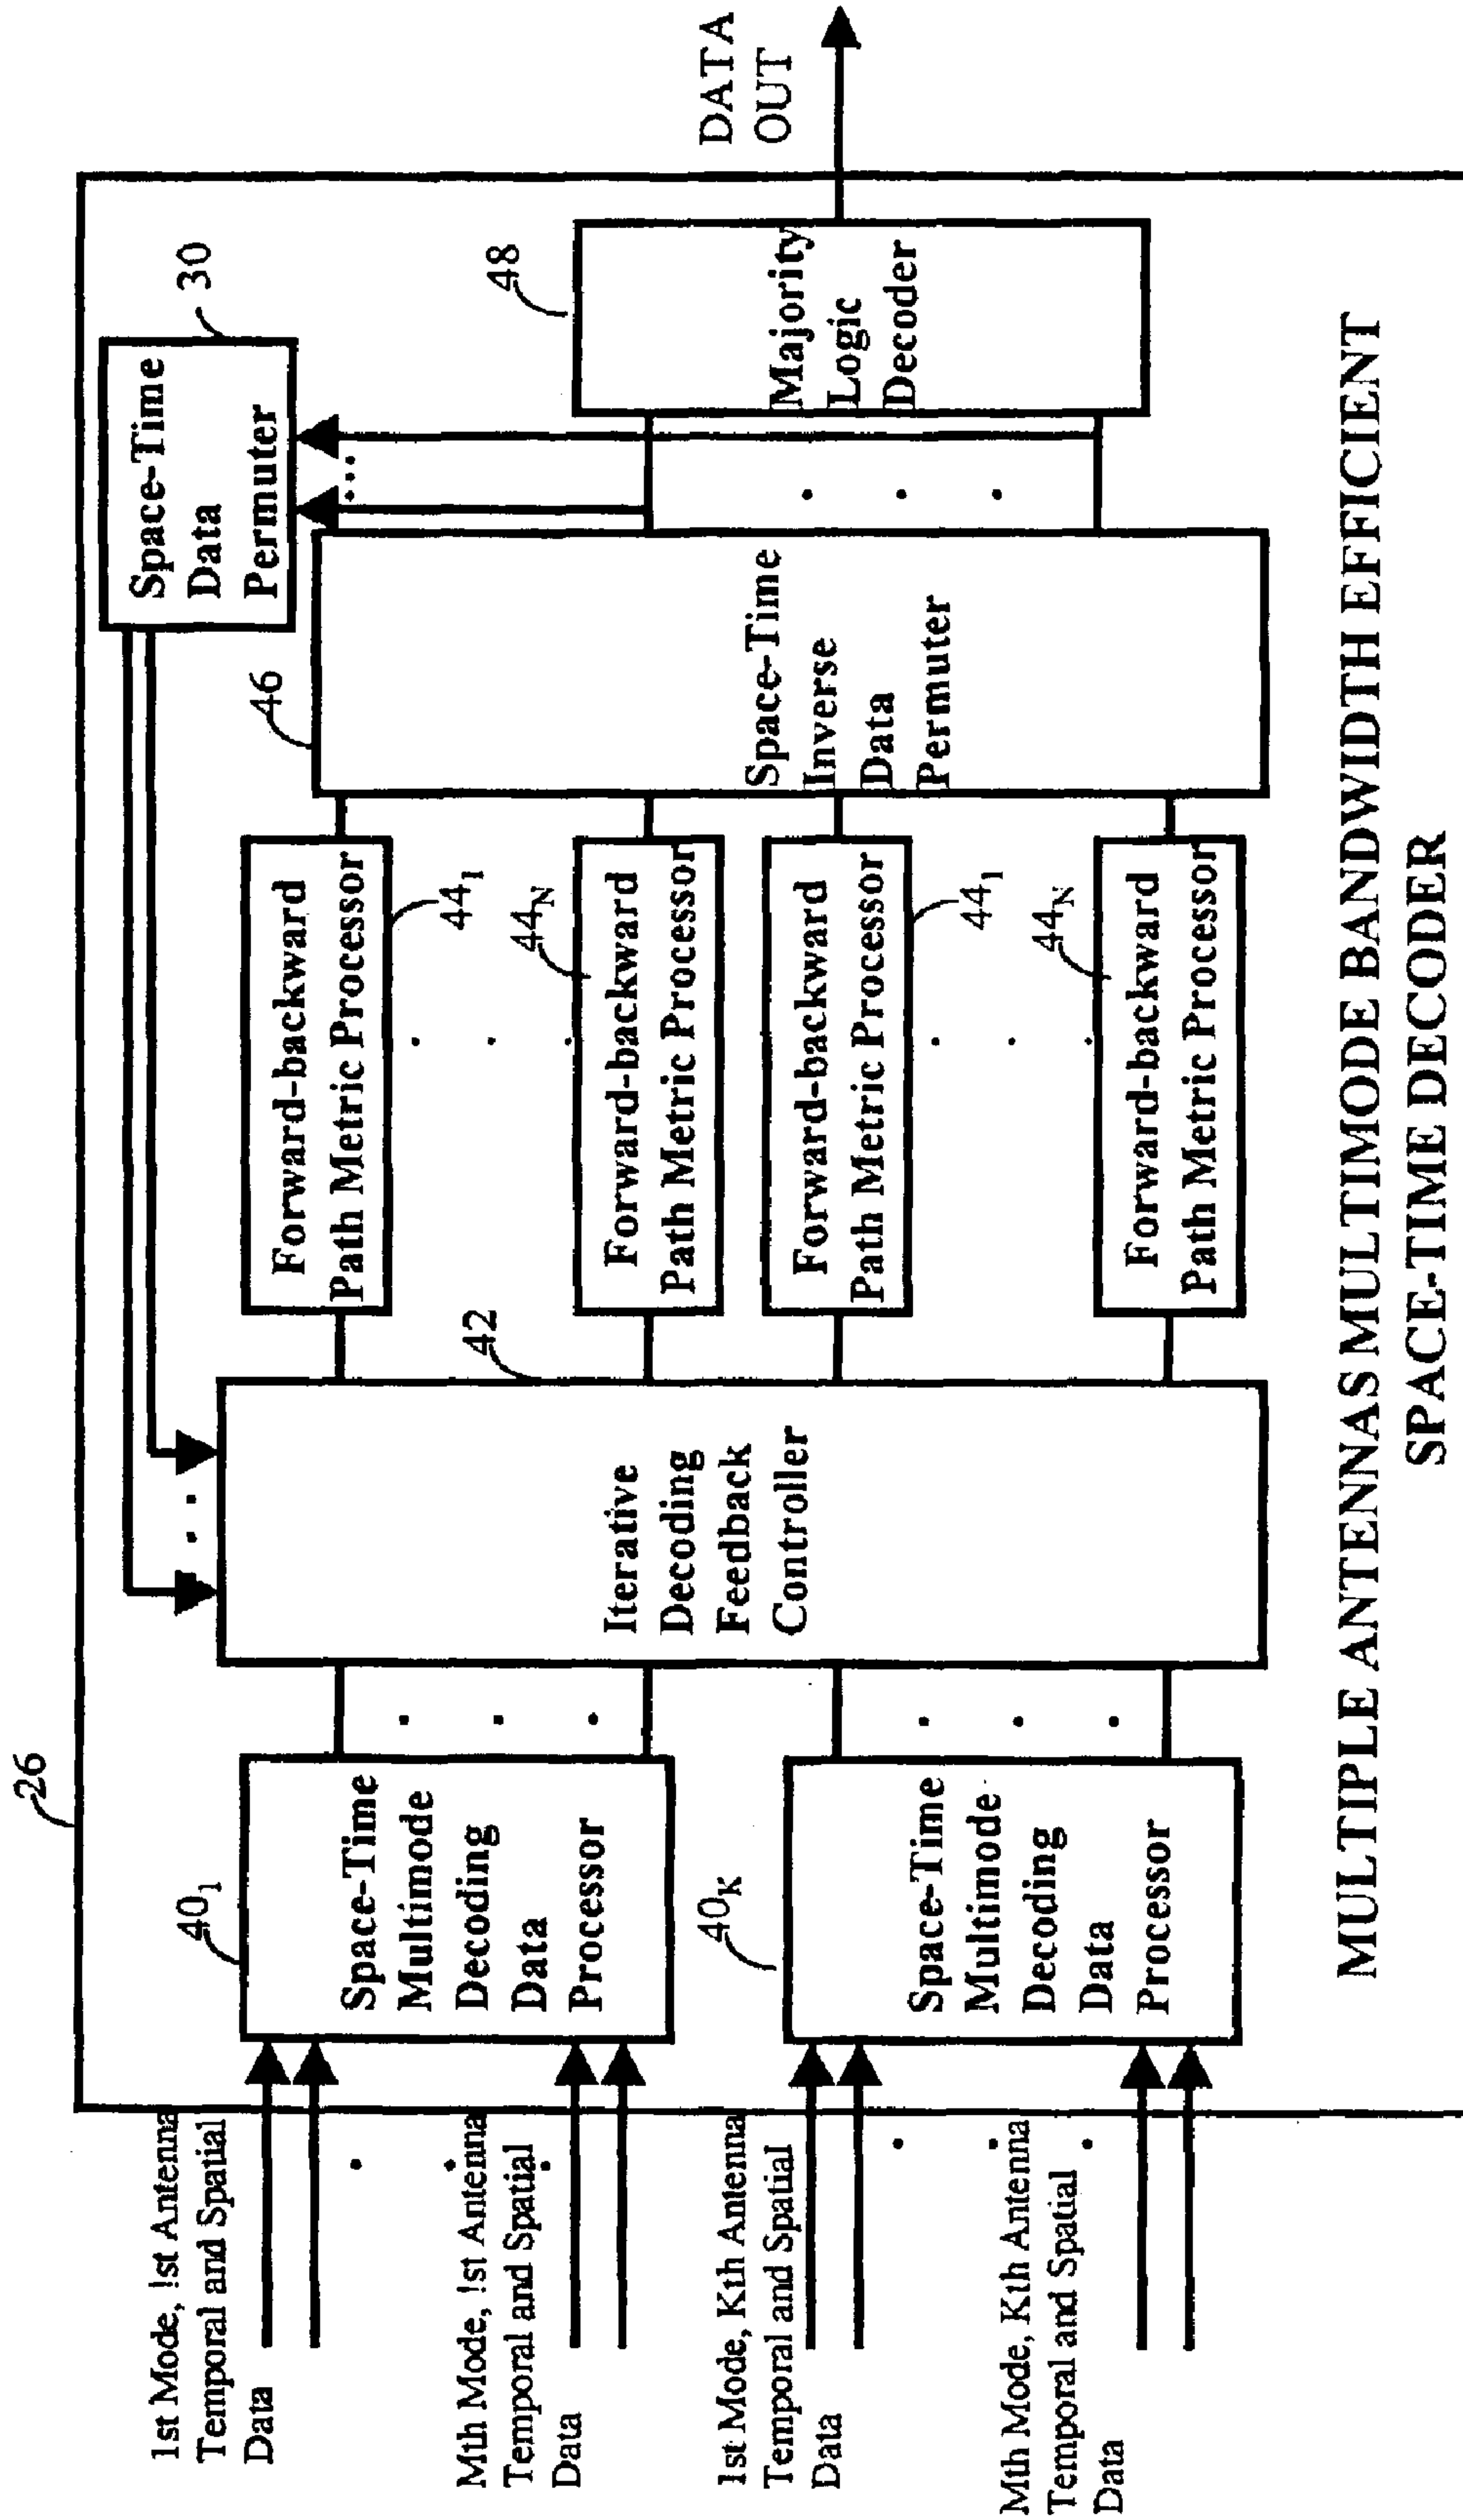 26
1st Mode, !st Antenna
Temporal and Spatial
Data
Mth Mode, !st Antenna
Temporal and Spatial
Data
1st Mode, Kth Antenna
Temporal and Spatial
Data
Mth Mode, Kth Antenna
Temporal and Spatial
Data
40₁
Space-Time
Multimode
Decoding
Data
Processor
40K
Space-Time
Multimode
Decoding
Data
Processor
42
Iterative
Decoding
Feedback
Controller
Forward-backward
Path Metric Processor
44₁
44N
Forward-backward
Path Metric Processor
Forward-backward
Path Metric Processor
44₁
44N
Forward-backward
Path Metric Processor
46
Space-Time
Inverse
Data
Permuter
Space-Time
Data
Permuter
30
48
Majority
Logic
Decoder
DATA
OUT
MULTIPLE ANTENNAS MULTIMODE BANDWIDTH EFFICIENT
SPACE-TIME DECODER